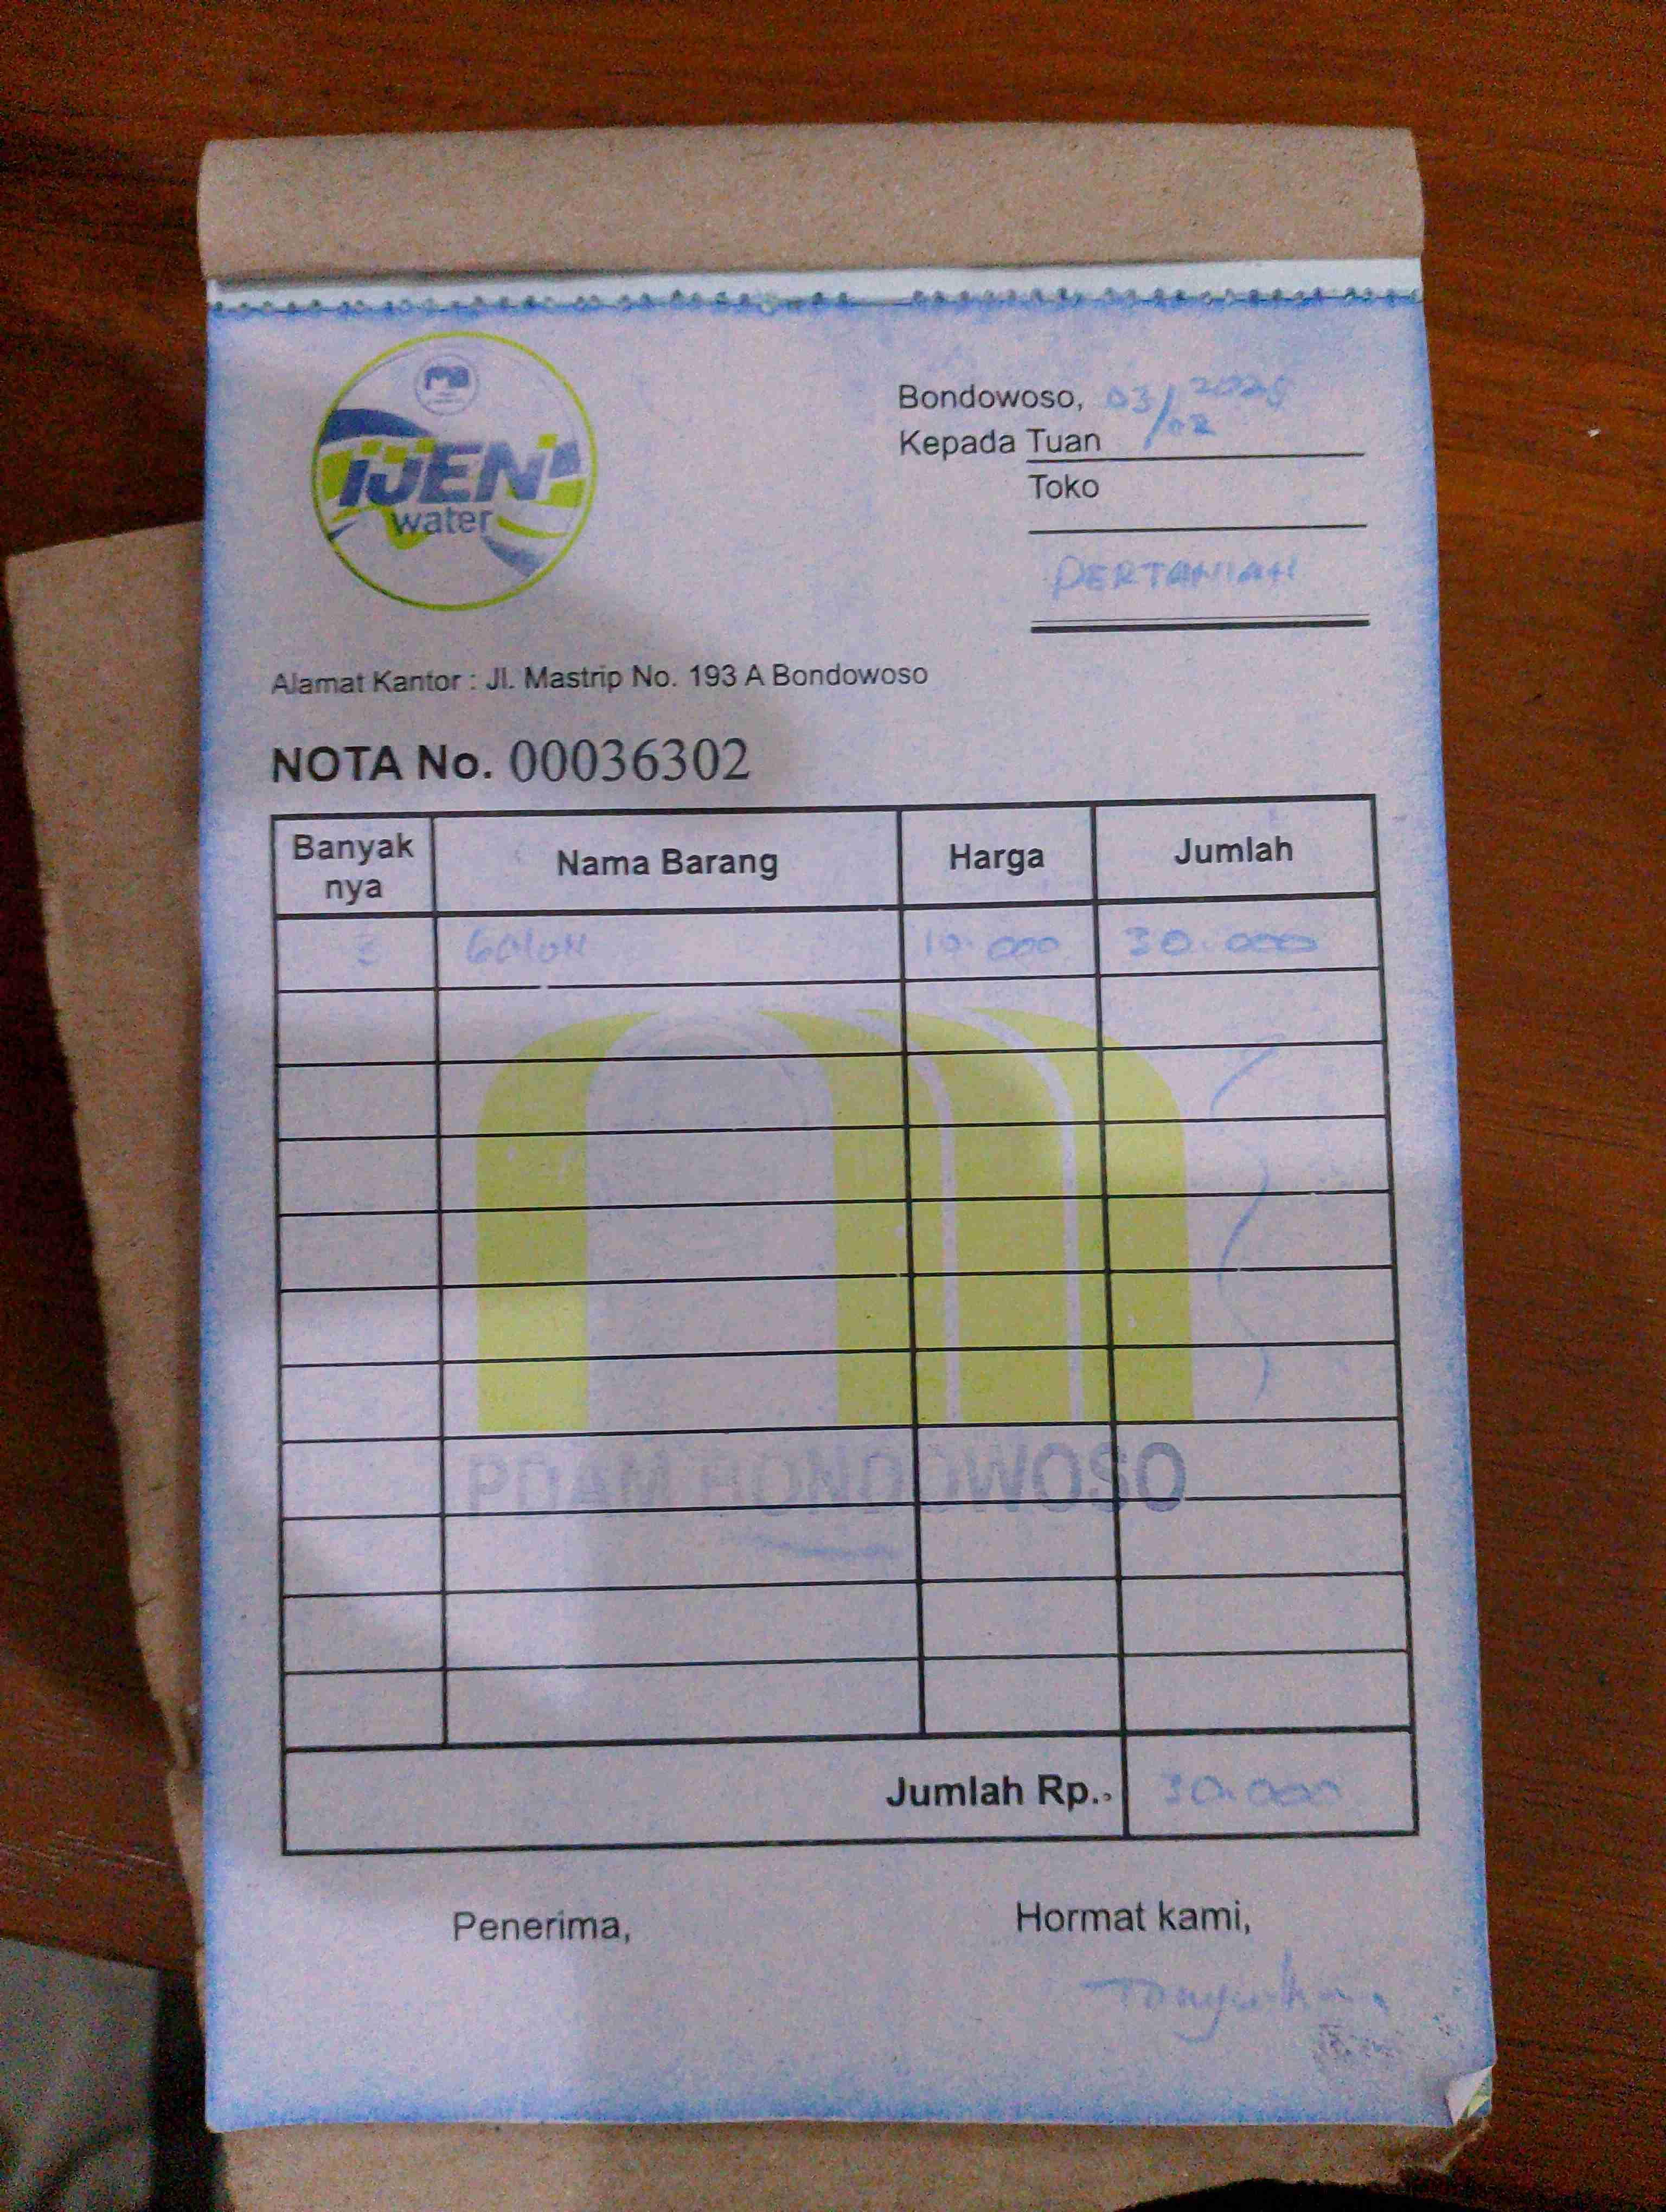 IJEN
water
Bondowoso, 03/02 2025
Kepada Tuan
Toko
PERTANIAN
Alamat Kantor : Jl. Mastrip No. 193 A Bondowoso
NOTA No. 00036302
Banyak nya Nama Barang Harga Jumlah
3 Galon 10.000 30.000
PDAM BONDOWOSO
Jumlah Rp. 30.000
Penerima, Hormat kami,